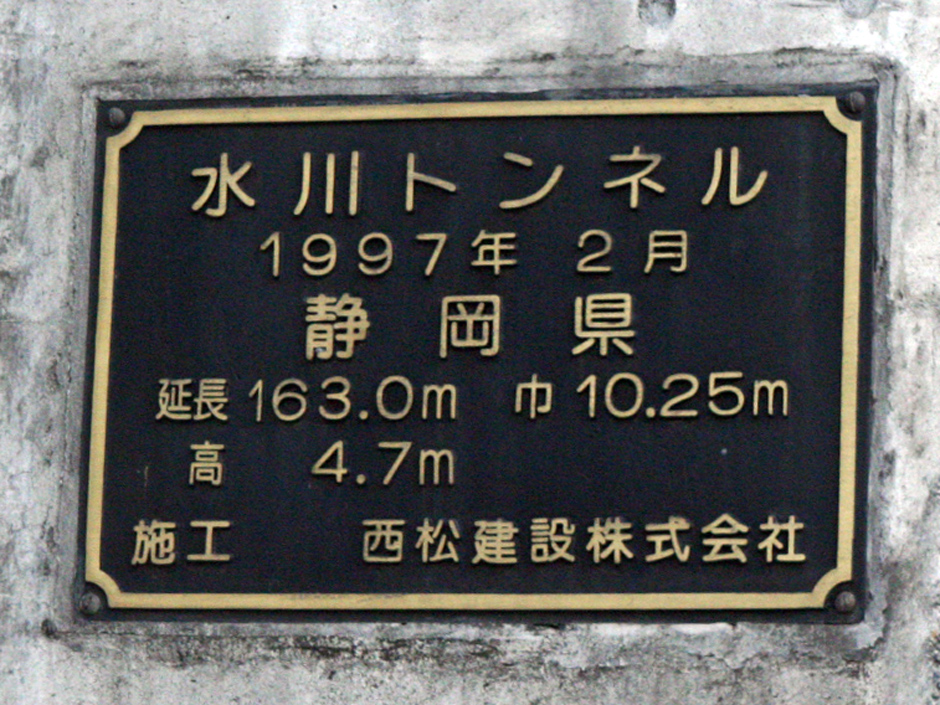 水川トンネル
1997年 2月
静岡県
延長 163.0m 巾 10.25m
高 4.7m
施工 西松建設株式会社